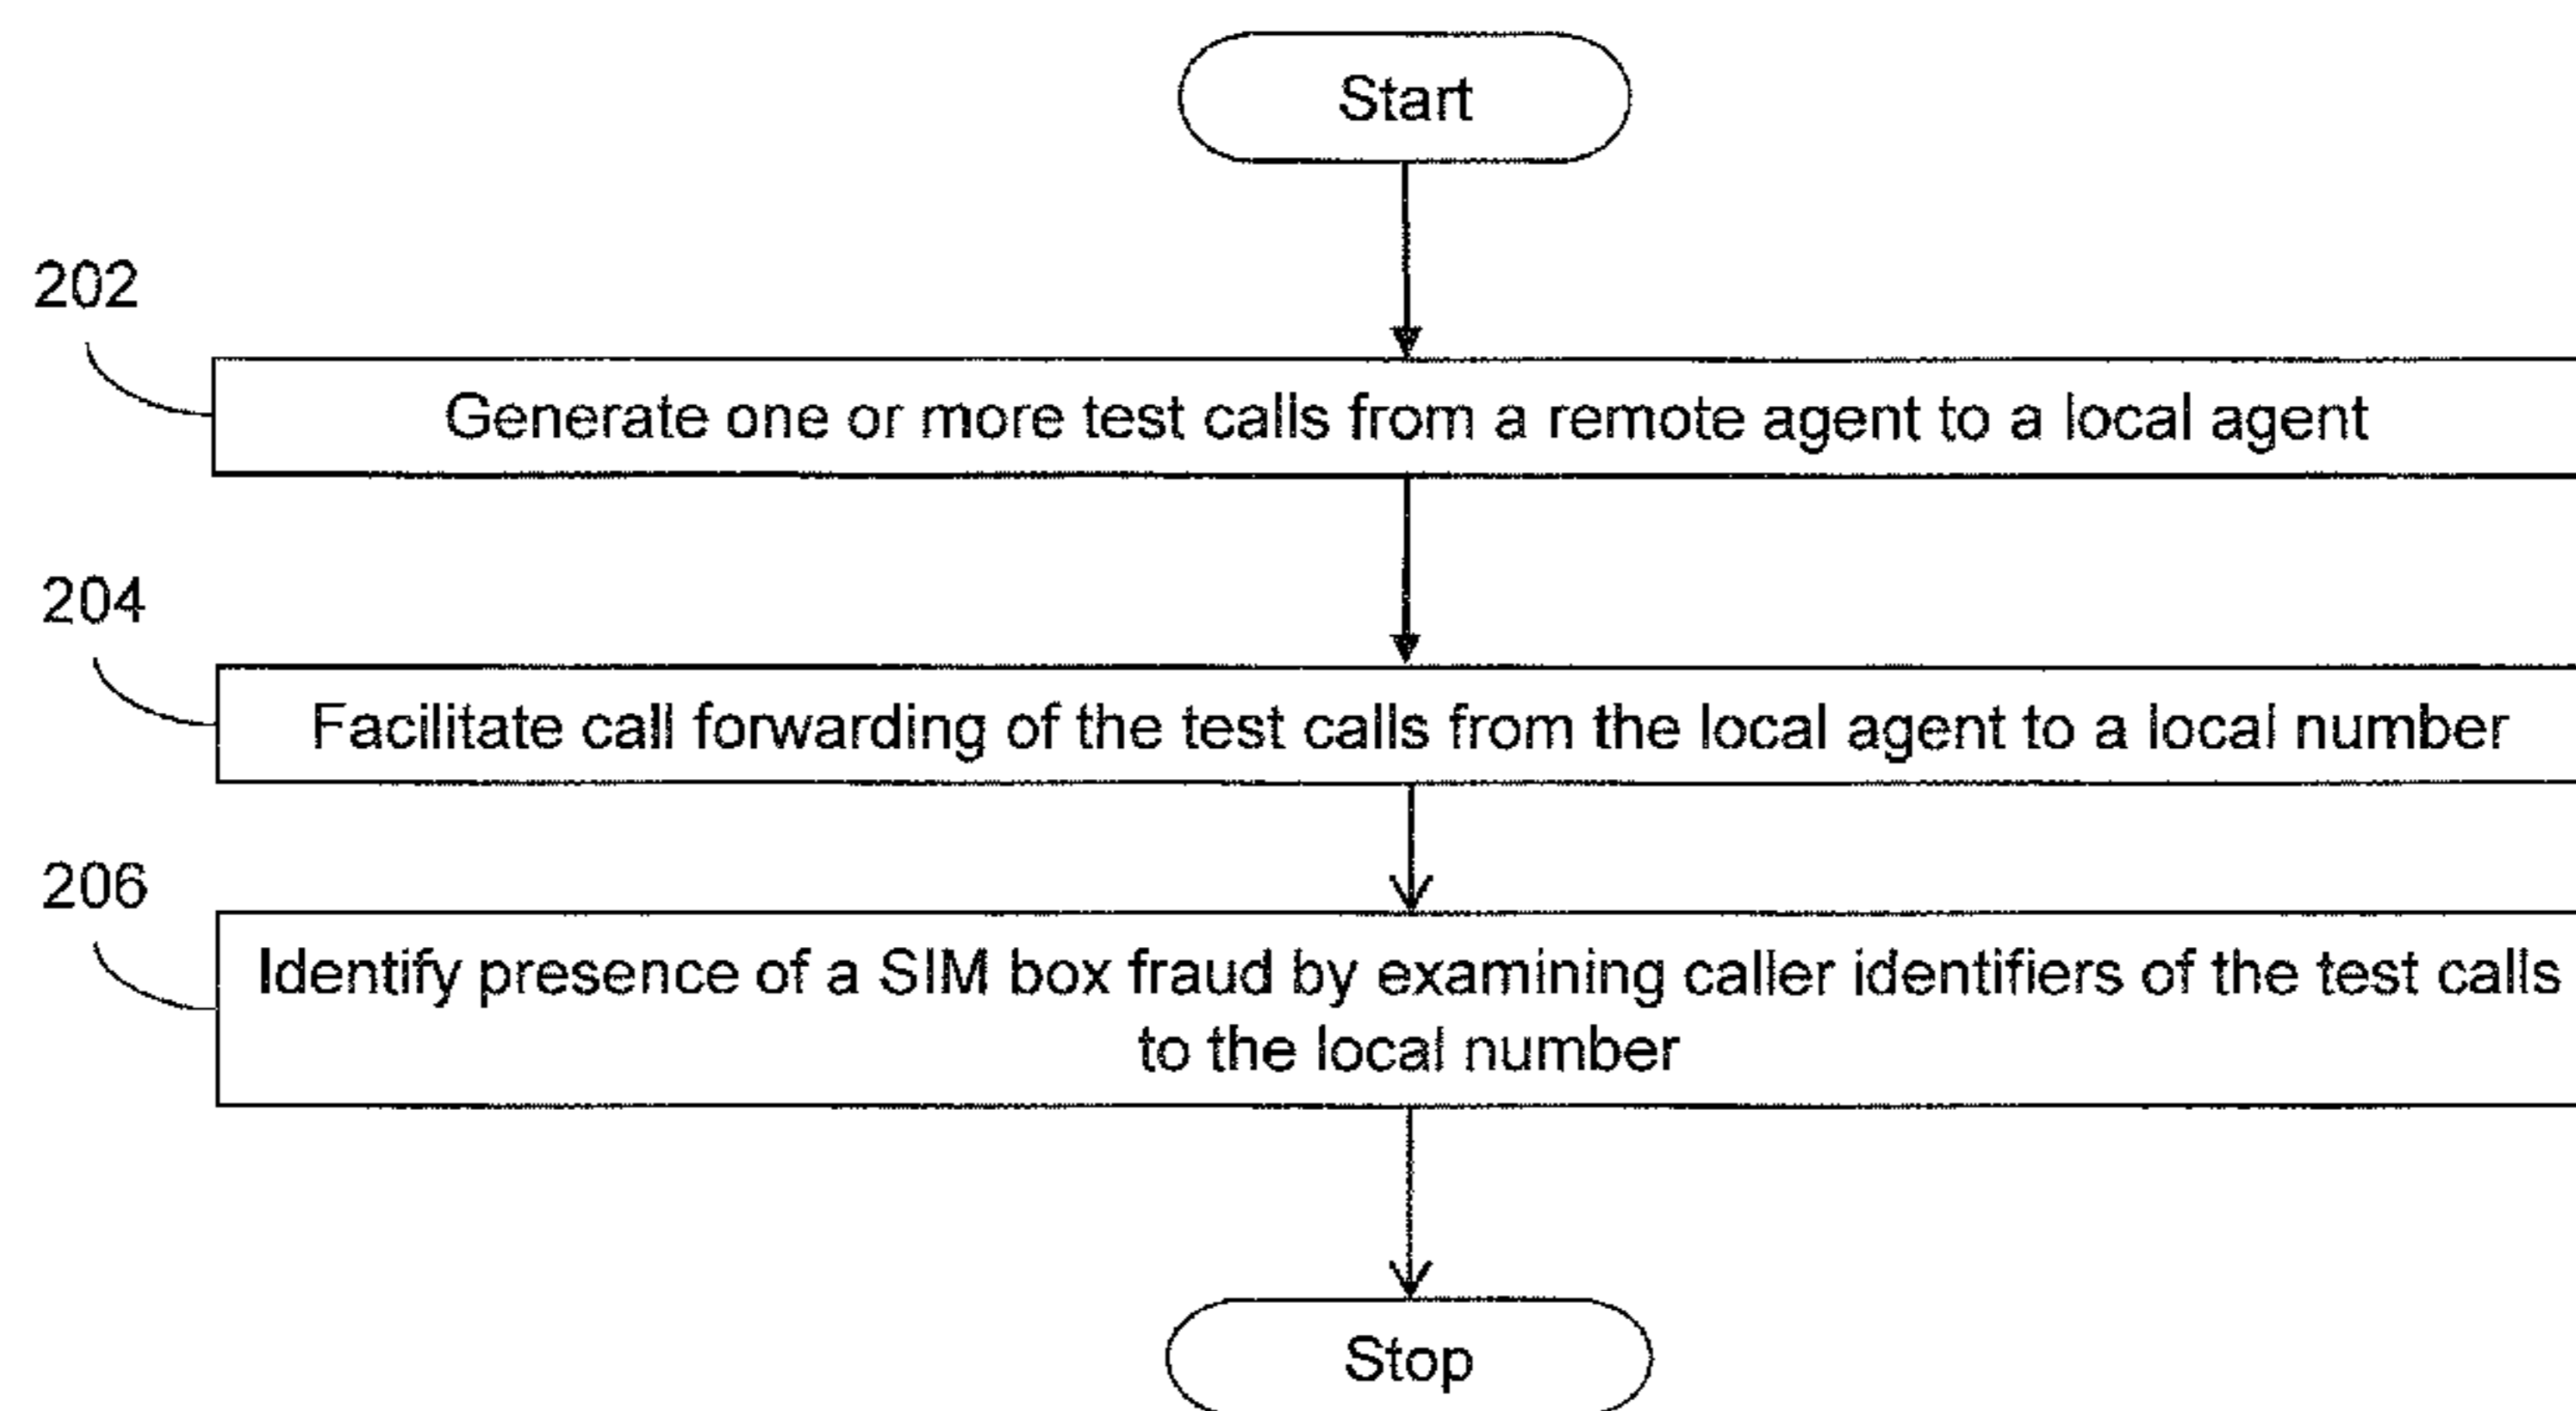 Start
202
Generate one or more test calls from a remote agent to a local agent
204
Facilitate call forwarding of the test calls from the local agent to a local number
206
Identify presence of a SIM box fraud by examining caller identifiers of the test calls
to the local number
Stop